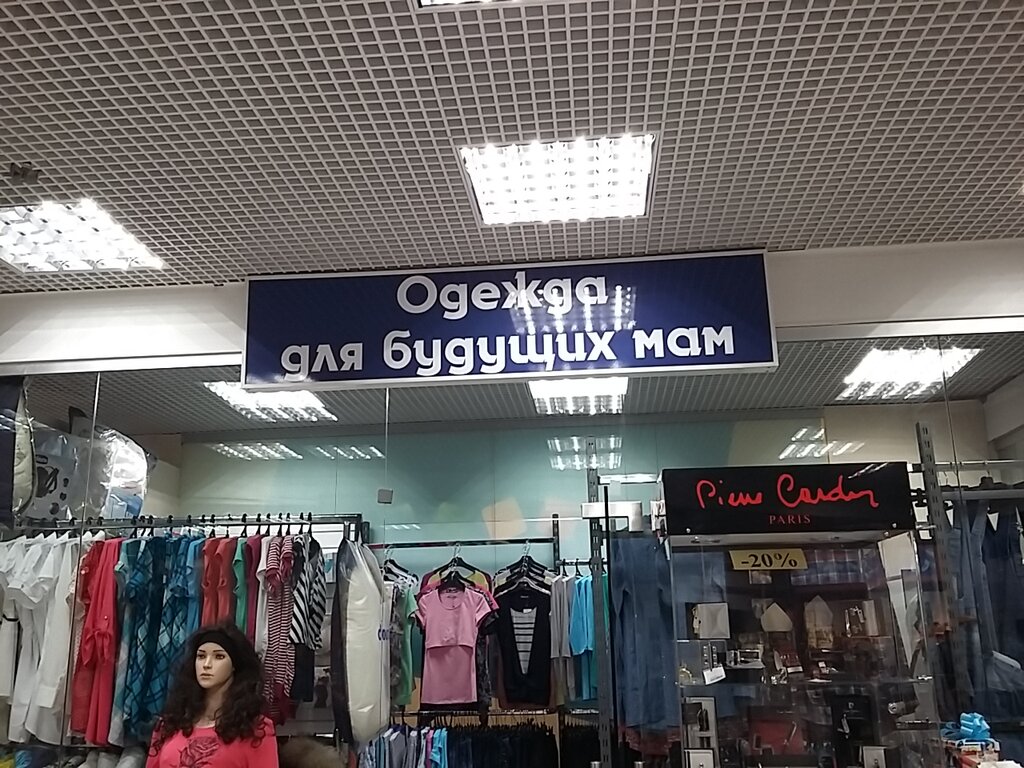 Одежда
для будущих мам
Pierre Cardin
PARIS
-20%